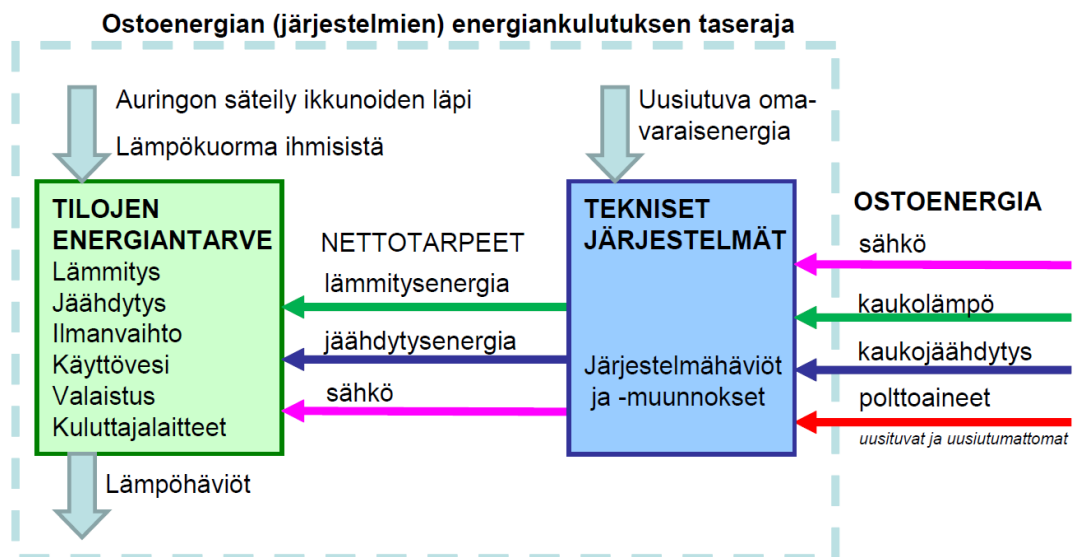 Ostoenergian (järjestelmien) energiankulutuksen taseraja
Auringon säteily ikkunoiden läpi
Lämpökuorma ihmisistä
Uusiutuva oma-
varaisenergia
TILOJEN
ENERGIANTARVE
Lämmitys
Jäähdytys
Ilmanvaihto
Käyttövesi
Valaistus
Kuluttajalaitteet
Lämpöhäviöt
NETTOTARPEET
lämmitysenergia
jäähdytysenergia
sähkö
TEKNISET
JÄRJESTELMÄT
Järjestelmähäviöt
ja -muunnokset
OSTOENERGIA
sähkö
kaukolämpö
kaukojäähdytys
polttoaineet
uusituvat ja uusiutumattomat